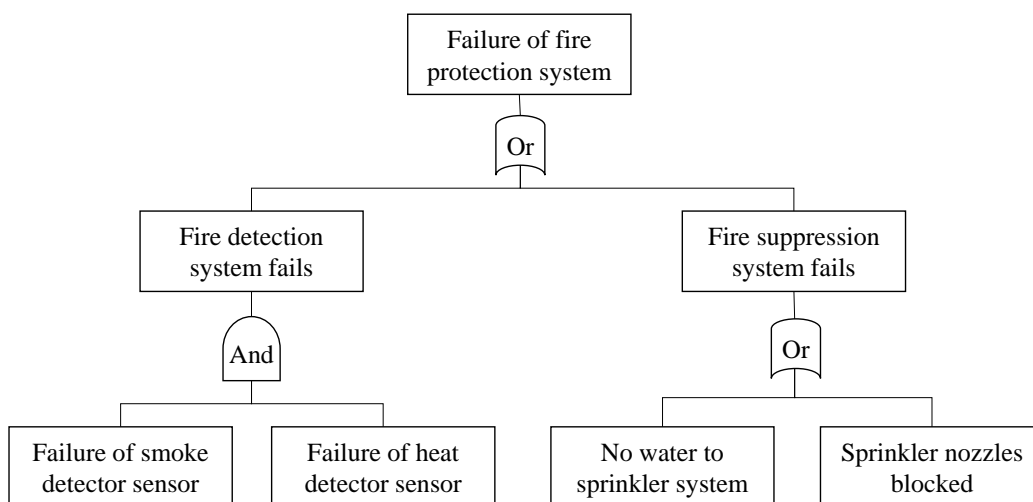 Failure of fire
protection system
Or
Fire detection
system fails
Fire suppression
system fails
And
Or
Failure of smoke
detector sensor
Failure of heat
detector sensor
No water to
sprinkler system
Sprinkler nozzles
blocked